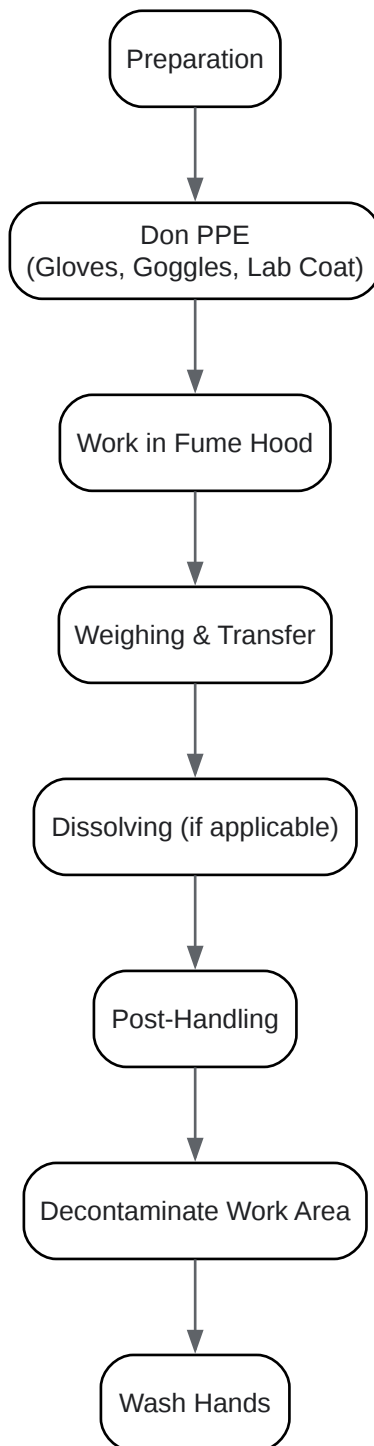 Preparation
Don PPE
(Gloves, Goggles, Lab Coat)
Work in Fume Hood
Weighing & Transfer
Dissolving (if applicable)
Post-Handling
Decontaminate Work Area
Wash Hands